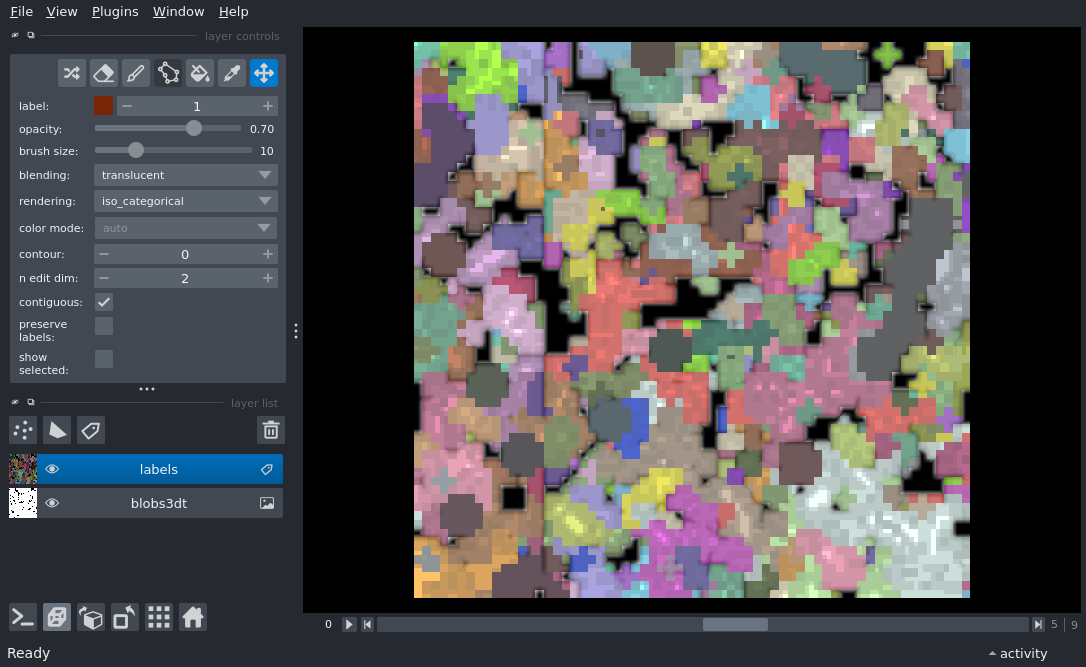 File View Plugins Window Help
layer controls
label: 1
opacity: 0.70
brush size: 10
blending: translucent
rendering: iso_categorical
color mode: auto
contour: 0
n edit dim: 2
contiguous:
preserve
labels:
show
selected:
layer list
labels
blobs3dt
0 5 | 9
Ready activity